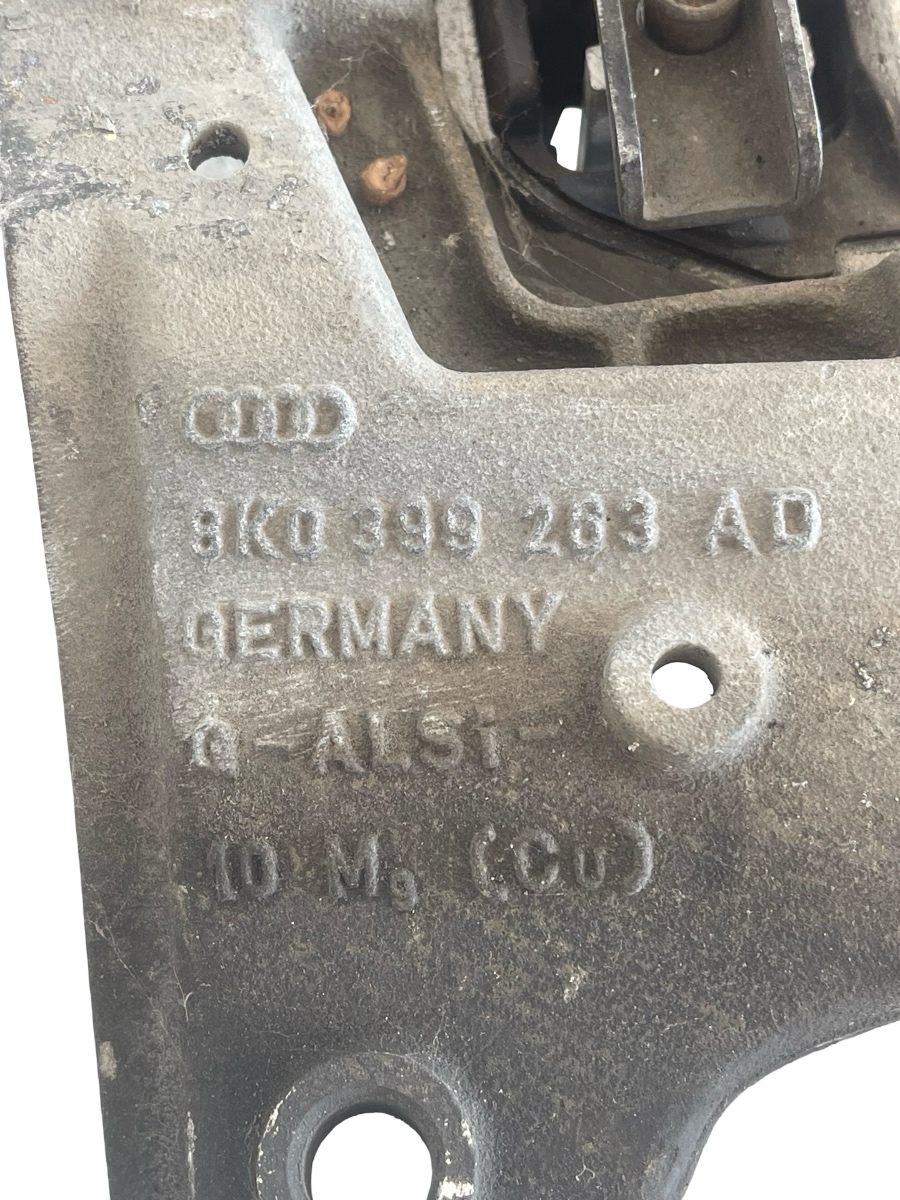 8K0 399 263 AD
GERMANY
G-ALSi-
10 Mg (Cu)